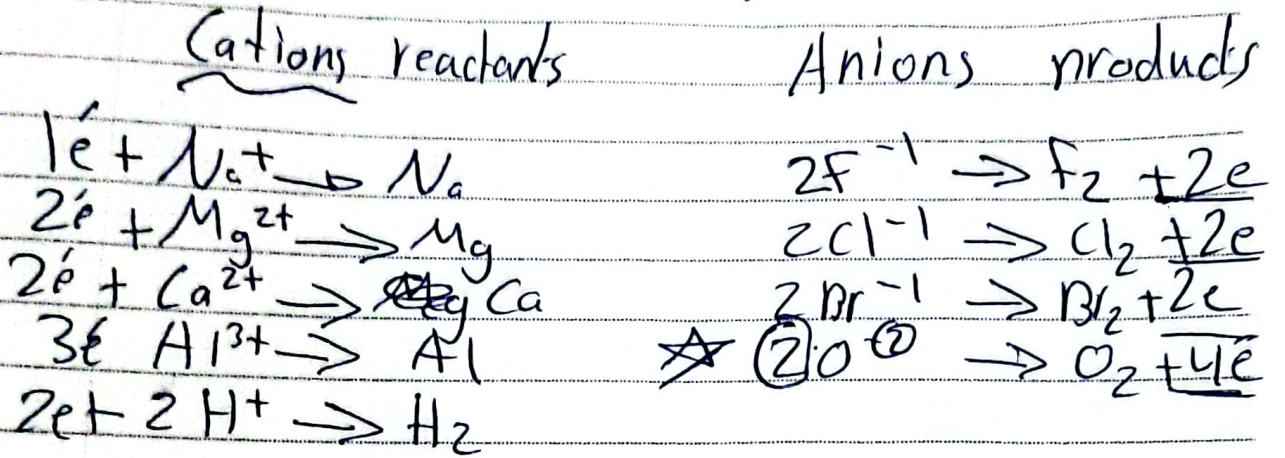 Cations reactants Anions products
1é + Na+ → Na 2F⁻¹ → F₂ +2e
2é + Mg²⁺ → Mg 2Cl⁻¹ → Cl₂ +2e
2é + Ca²⁺ → Ca 2Br⁻¹ → Br₂ +2e
3é Al³⁺ → Al ☆ ②O⁻② → O₂ +4é
2e+ 2H⁺ → H₂